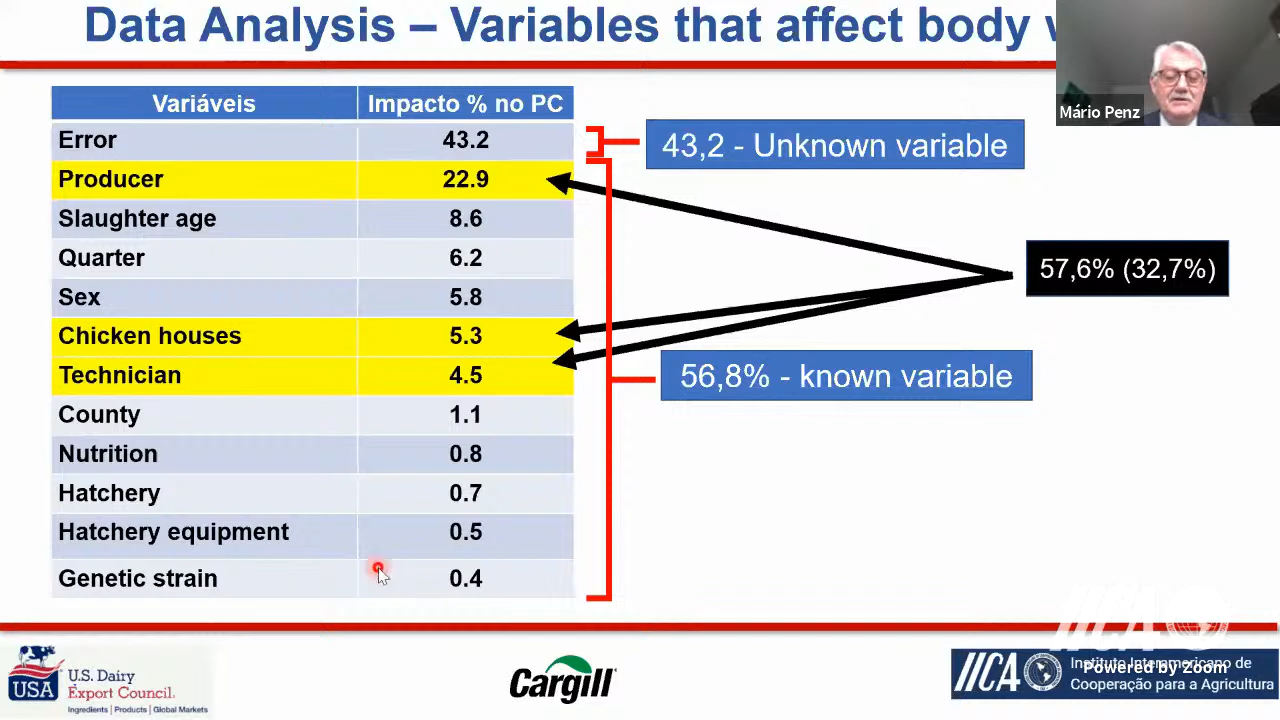 Data Analysis – Variables that affect body
Mário Penz
Variáveis Impacto % no PC
Error 43.2
Producer 22.9
Slaughter age 8.6
Quarter 6.2
Sex 5.8
Chicken houses 5.3
Technician 4.5
County 1.1
Nutrition 0.8
Hatchery 0.7
Hatchery equipment 0.5
Genetic strain 0.4
43,2 - Unknown variable
57,6% (32,7%)
56,8% - known variable
USA
U.S. Dairy
Export Council.
Ingredients | Products | Global Markets
Cargill
IICA
IICA
Instituto Interamericano de
Cooperação para a Agricultura
Powered by Zoom